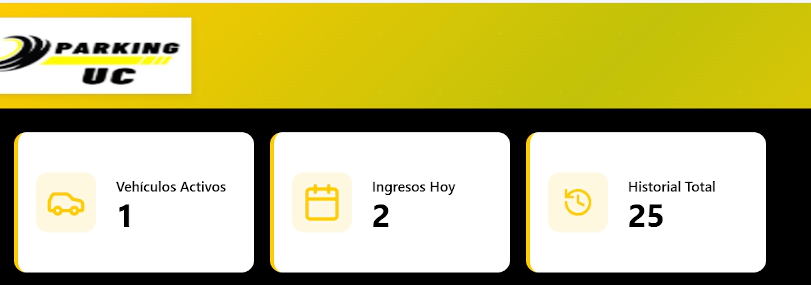 PARKING
UC
Vehículos Activos
1
Ingresos Hoy
2
Historial Total
25